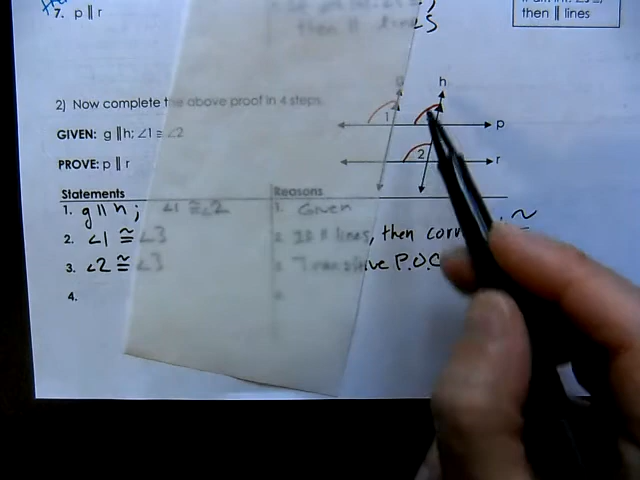 7. p ∥ r
then ∥ lines
then ∥ lines
h
2) Now complete the above proof in 4 steps
GIVEN: g ∥ h; ∠1 ≅ ∠2
1
p
2
r
PROVE: p ∥ r
Statements Reasons
1. g ∥ h ; ∠1 ≅ ∠2 1. Given
2. ∠1 ≅ ∠3 2. If ∥ lines, then corr ≅
3. ∠2 ≅ ∠3 3. Transitive P.O.C
4.